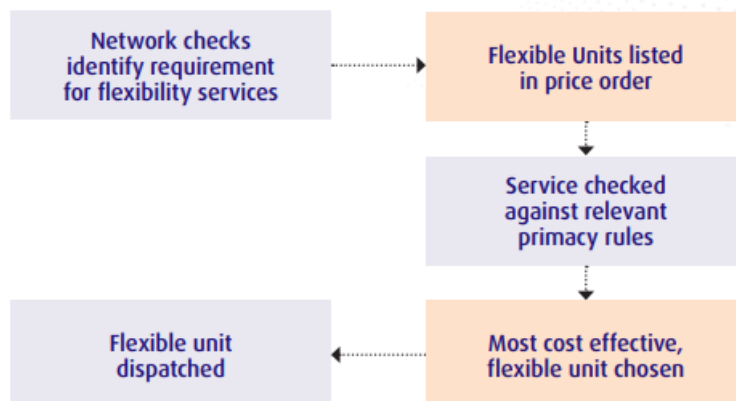 Network checks
identify requirement
for flexibility services
Flexible Units listed
in price order
Service checked
against relevant
primacy rules
Most cost effective,
flexible unit chosen
Flexible unit
dispatched